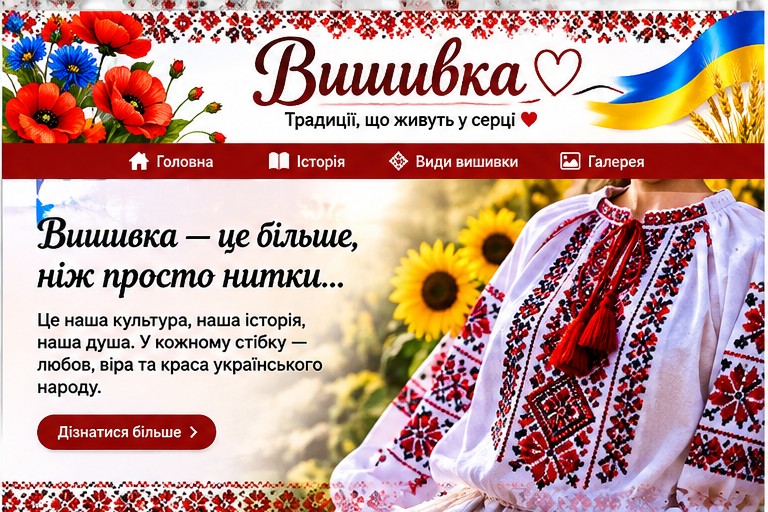 Вишивка
Традиції, що живуть у серці
Головна
Історія
Види вишивки
Галерея
Вишивка — це більше,
ніж просто нитки...
Це наша культура, наша історія,
наша душа. У кожному стібку —
любов, віра та краса українського
народу.
Дізнатися більше